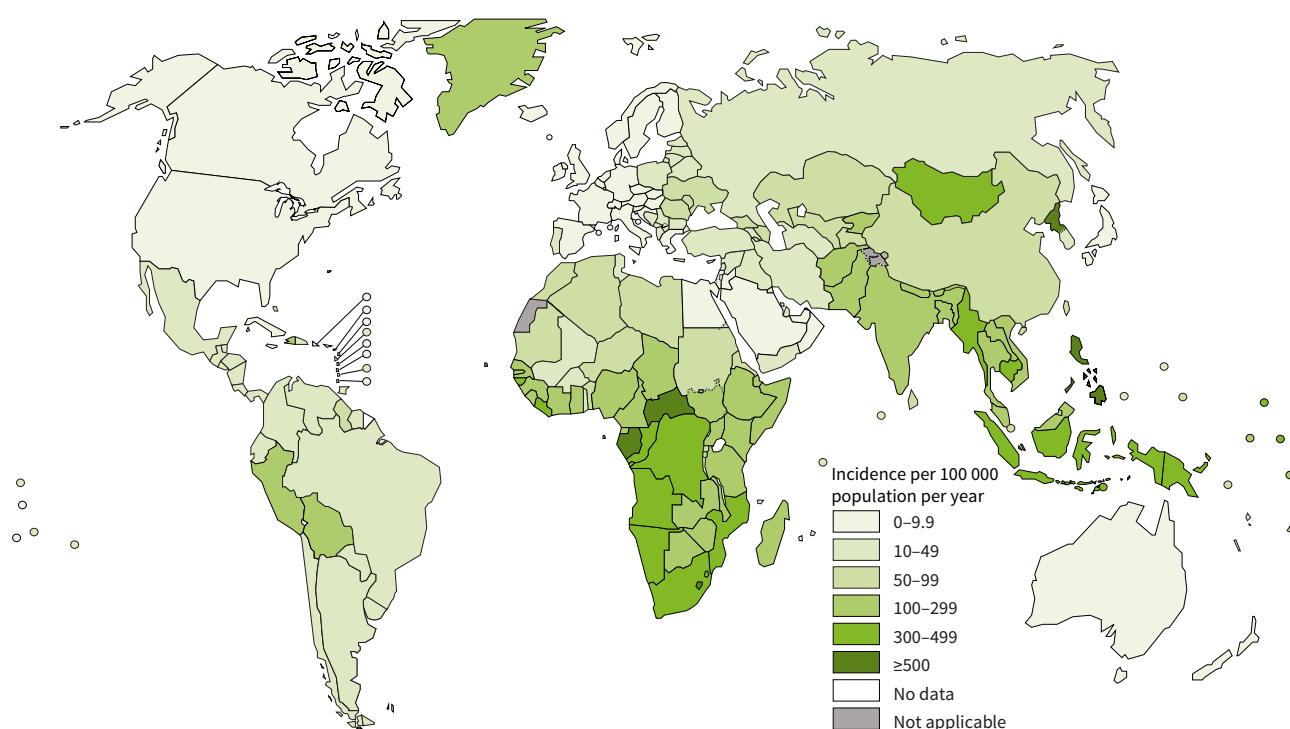 Incidence per 100 000
population per year
0–9.9
10–49
50–99
100–299
300–499
≥500
No data
Not applicable